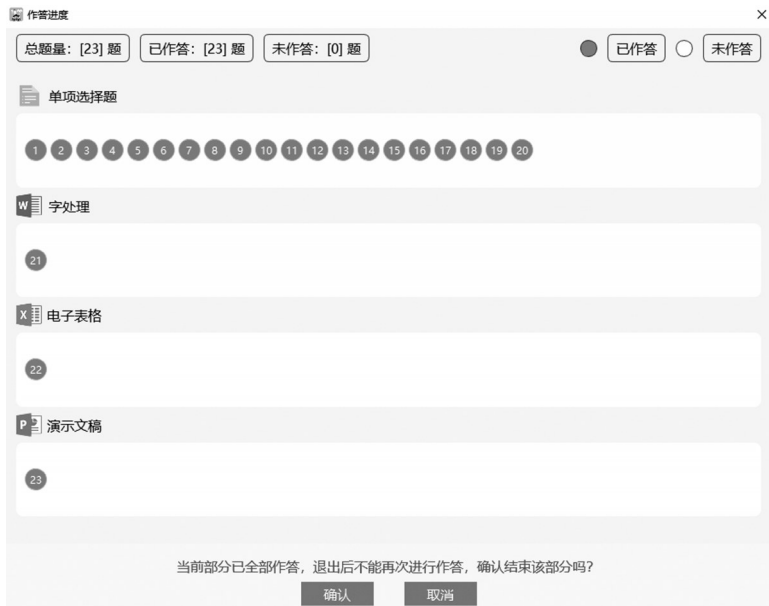 作答进度
总题量：[23] 题 已作答：[23] 题 未作答：[0] 题 已作答 未作答
单项选择题
1 2 3 4 5 6 7 8 9 10 11 12 13 14 15 16 17 18 19 20
W 字处理
21
X 电子表格
22
P 演示文稿
23
当前部分已全部作答，退出后不能再次进行作答，确认结束该部分吗?
确认 取消